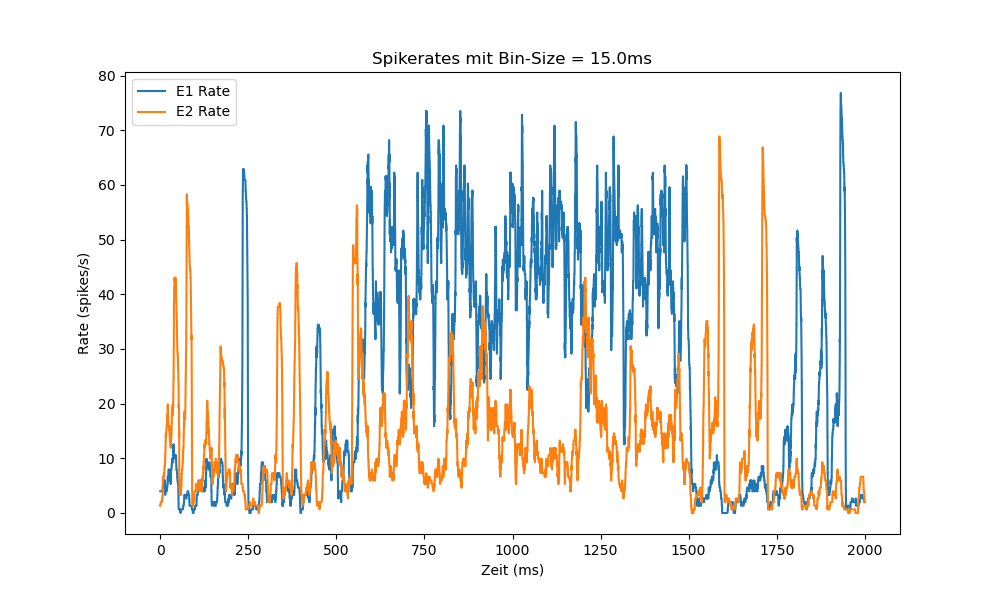 Spikerates mit Bin-Size = 15.0ms
E1 Rate
E2 Rate
80
70
60
50
40
30
20
10
0
Rate (spikes/s)
0 250 500 750 1000 1250 1500 1750 2000
Zeit (ms)